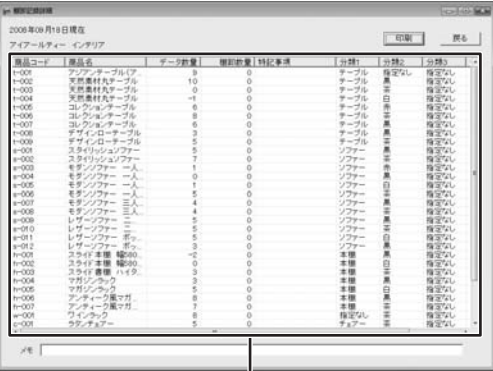 棚卸記録詳細
2006年09月18日現在
アイアールティー インテリア
印刷
戻る
商品コード 商品名 データ数量 棚卸数量 特記事項 分類1 分類2 分類3
t-001 アジアンテーブル(ア... 9 0 テーブル 指定なし 指定なし
t-002 天然素材丸テーブ... 10 0 テーブル 黒 指定なし
t-003 天然素材丸テーブ... 0 0 テーブル 茶 指定なし
t-004 天然素材丸テーブ... -1 0 テーブル 白 指定なし
t-005 コレクションテーブル 6 0 テーブル 赤 指定なし
t-006 コレクションテーブル 8 0 テーブル 茶 指定なし
t-007 コレクションテーブル 6 0 テーブル 黒 指定なし
t-008 デザインローテーブル 3 0 テーブル 黒 指定なし
t-009 デザインローテーブル 5 0 テーブル 茶 指定なし
s-001 スタイリッシュソファー 5 0 ソファー 黒 指定なし
s-002 スタイリッシュソファー 7 0 ソファー 茶 指定なし
s-003 モダンソファー 一人... 1 0 ソファー 赤 指定なし
s-004 モダンソファー 一人... 0 0 ソファー 黒 指定なし
s-005 モダンソファー 一人... 1 0 ソファー 白 指定なし
s-006 モダンソファー 一人... 5 0 ソファー 茶 指定なし
s-007 モダンソファー 三人... 4 0 ソファー 黒 指定なし
s-008 モダンソファー 三人... 4 0 ソファー 茶 指定なし
s-009 レザーソファー 二... 5 0 ソファー 黒 指定なし
s-010 レザーソファー 二... 5 0 ソファー 茶 指定なし
s-011 レザーソファー ボッ... 5 0 ソファー 白 指定なし
s-012 レザーソファー ボッ... 3 0 ソファー 黒 指定なし
h-001 スライド本棚 幅580... -2 0 本棚 黒 指定なし
h-002 スライド本棚 幅580... 0 0 本棚 白 指定なし
h-003 スライド書棚 ハイタ... 3 0 本棚 茶 指定なし
h-004 マガジンラック 3 0 本棚 黒 指定なし
h-005 マガジンラック 5 0 本棚 白 指定なし
h-006 アンティーク風マガ... 8 0 本棚 黒 指定なし
h-007 アンティーク風マガ... 7 0 本棚 茶 指定なし
w-001 ワインラック 8 0 指定なし 茶 指定なし
c-001 ラタンチェアー 5 0 チェアー 茶 指定なし
メモ